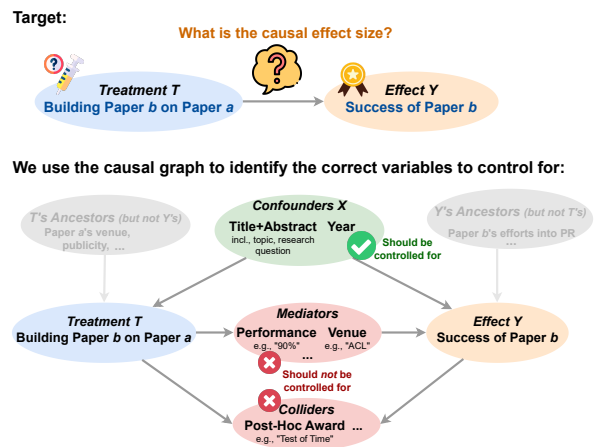 Target:
What is the causal effect size?
?
Treatment T
Building Paper b on Paper a
?
Effect Y
Success of Paper b
We use the causal graph to identify the correct variables to control for:
T's Ancestors (but not Y's)
Paper a's venue,
publicity, ...
Confounders X
Title+Abstract Year
incl., topic, research
question
Should be
controlled for
Y's Ancestors (but not T's)
Paper b's efforts into PR
...
Treatment T
Building Paper b on Paper a
Mediators
Performance Venue
e.g., "90%" e.g., "ACL"
...
Should not be
controlled for
Effect Y
Success of Paper b
Colliders
Post-Hoc Award ...
e.g., "Test of Time"